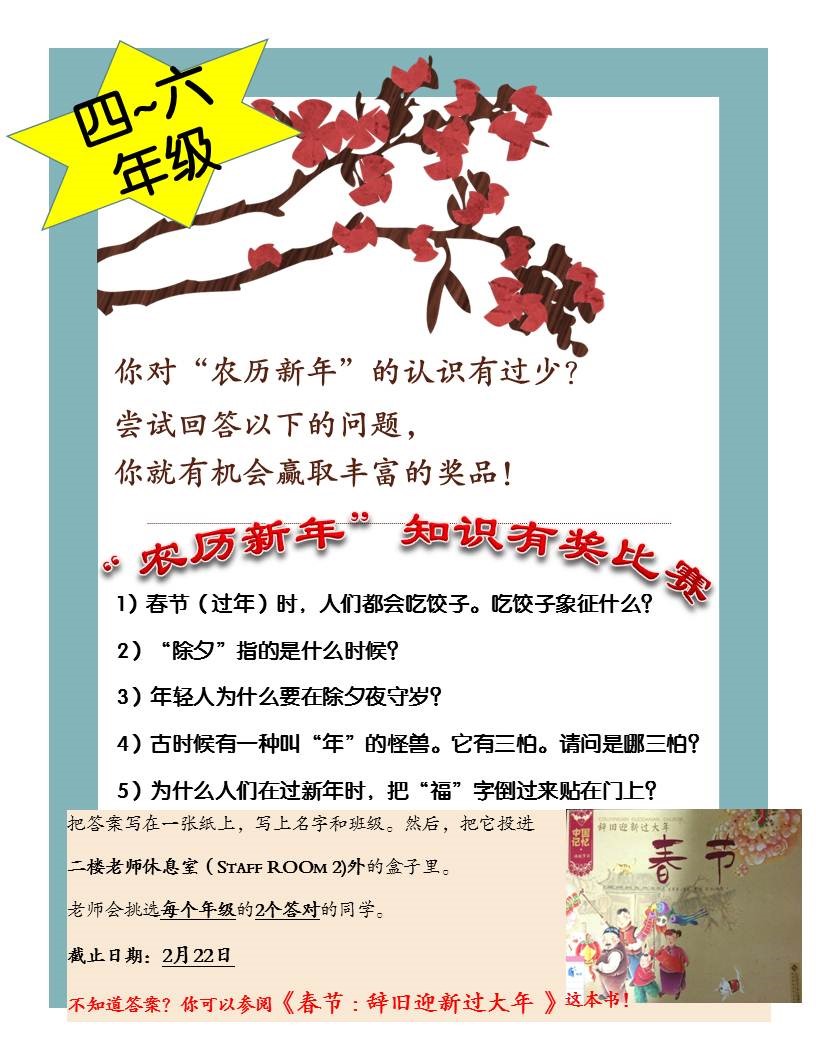 四~六
年级
你对“农历新年”的认识有过少？
尝试回答以下的问题，
你就有机会赢取丰富的奖品！
“农历新年”知识有奖比赛
1）春节（过年）时，人们都会吃饺子。吃饺子象征什么？
2）“除夕”指的是什么时候？
3）年轻人为什么要在除夕夜守岁？
4）古时候有一种叫“年”的怪兽。它有三怕。请问是哪三怕？
5）为什么人们在过新年时，把“福”字倒过来贴在门上？
把答案写在一张纸上，写上名字和班级。然后，把它投进
二楼老师休息室（STAFF ROOM 2)外的盒子里。
老师会挑选每个年级的2个答对的同学。
截止日期：2月22日
不知道答案？你可以参阅《春节：辞旧迎新过大年 》这本书！
中国
记忆
辞旧迎新过大年
春节